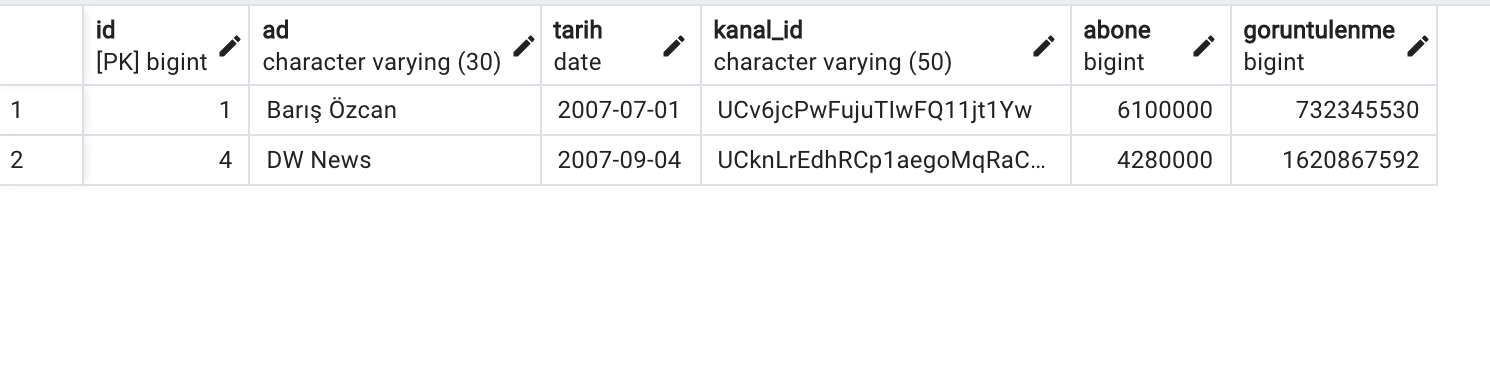 id ad tarih kanal_id abone goruntulenme
[PK] bigint character varying (30) date character varying (50) bigint bigint
1 1 Barış Özcan 2007-07-01 UCv6jcPwFujuTIwFQ11jt1Yw 6100000 732345530
2 4 DW News 2007-09-04 UCknLrEdhRCp1aegoMqRaC... 4280000 1620867592